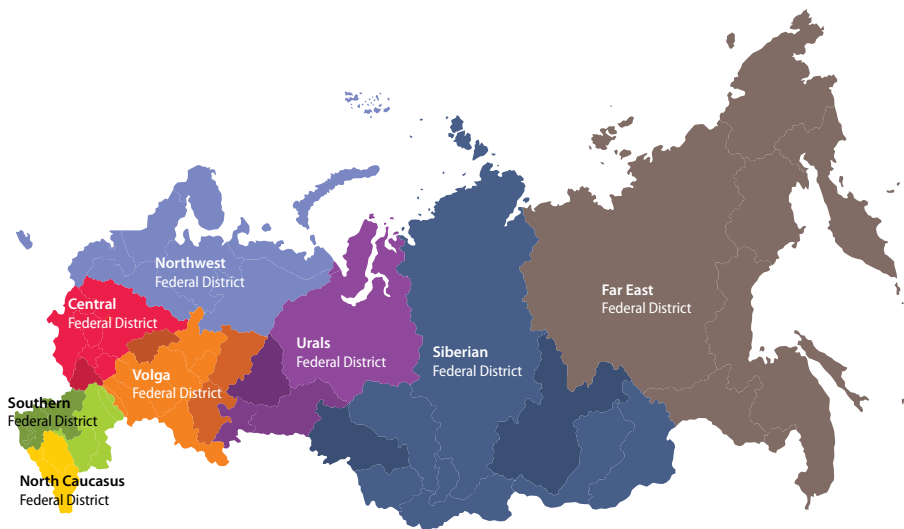 Northwest
Federal District
Central
Federal District
Urals
Federal District
Far East
Federal District
Siberian
Federal District
Volga
Federal District
Southern
Federal District
North Caucasus
Federal District